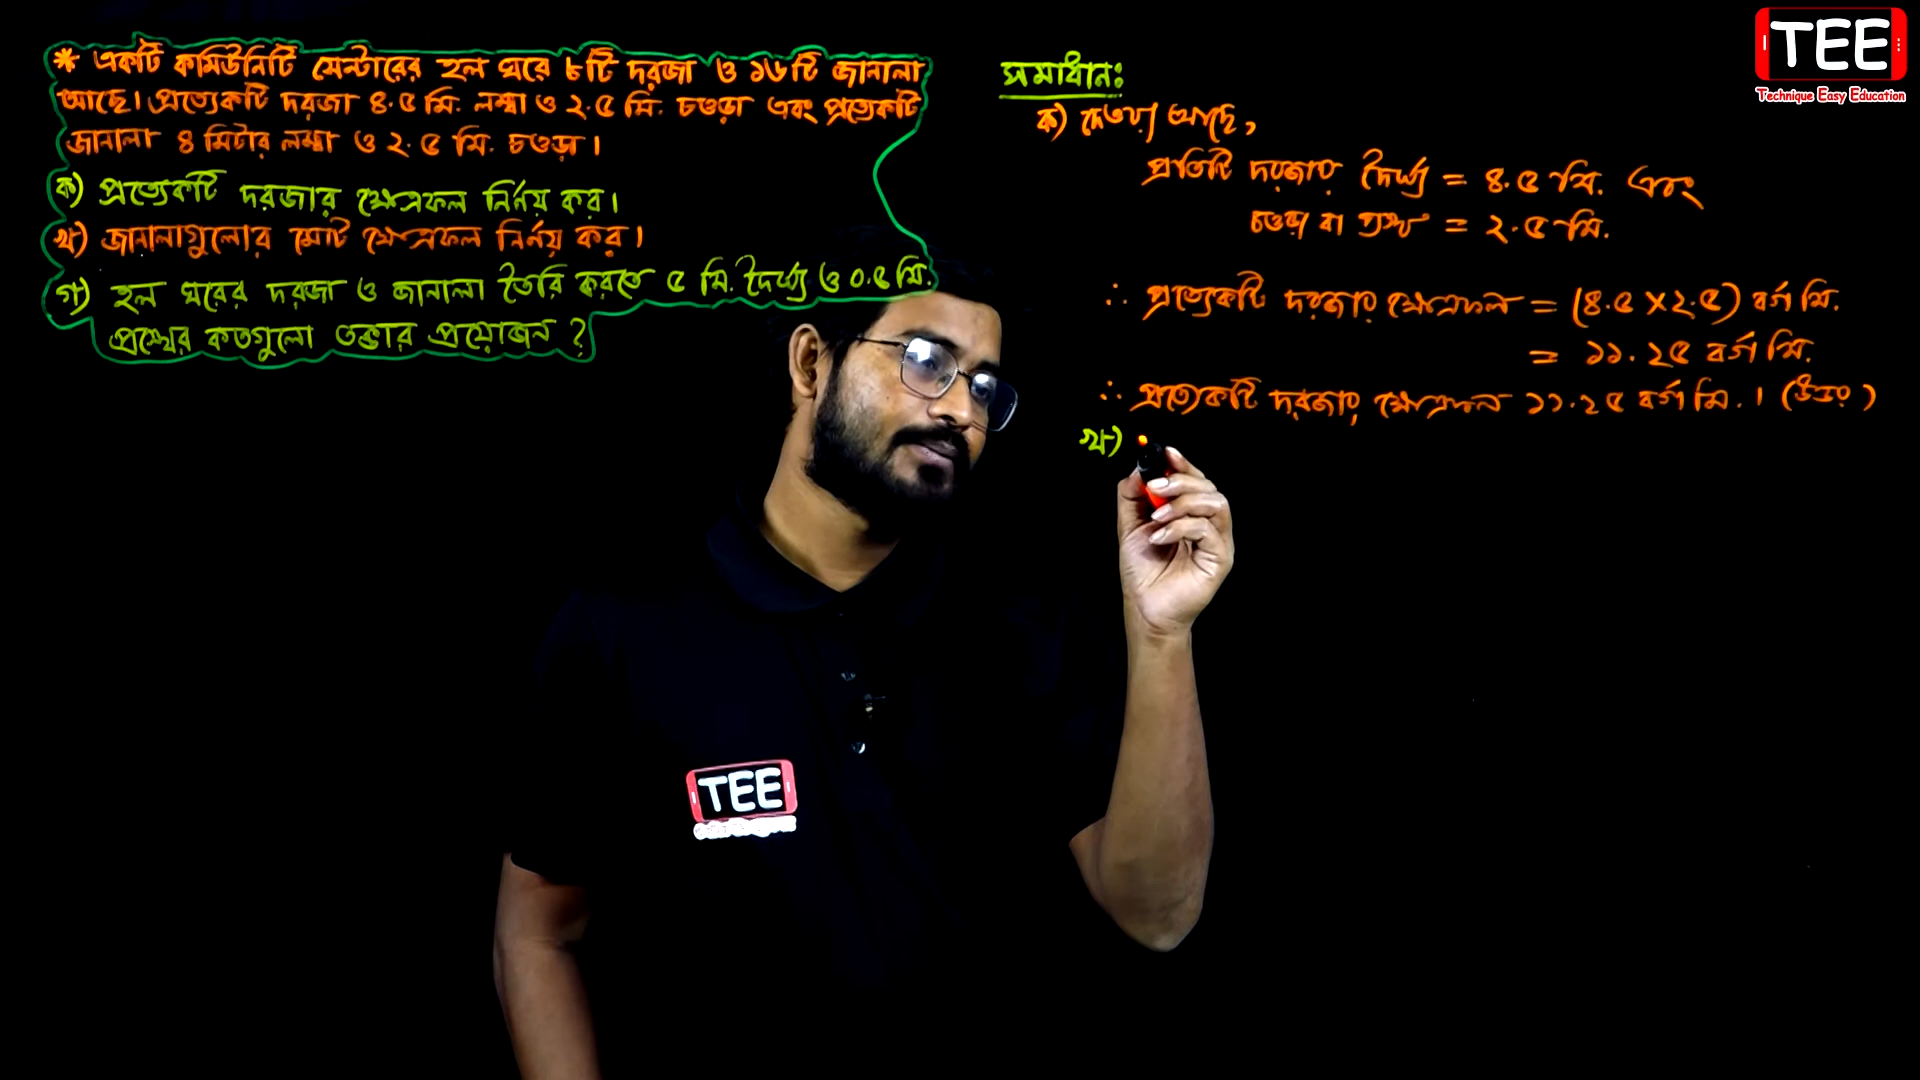 * একটি কমিউনিটি সেন্টারের হল ঘরে ৮টি দরজা ও ১৬টি জানালা
আছে। প্রত্যেকটি দরজা ৪.৫ মি. লম্বা ও ২.৫ মি. চওড়া এবং প্রত্যেকটি
জানালা ৪ মিটার লম্বা ও ২.৫ মি. চওড়া।
ক) প্রত্যেকটি দরজার ক্ষেত্রফল নির্নয় কর।
খ) জানালাগুলোর মোট ক্ষেত্রফল নির্নয় কর।
গ) হল ঘরের দরজা ও জানালা তৈরি করতে ৫ মি. দৈর্ঘ্য ও ০.৫ মি.
প্রস্থের কতগুলো তক্তার প্রয়োজন ?
সমাধানঃ
ক) দেওয়া আছে,
প্রতিটি দরজার দৈর্ঘ্য = ৪.৫ মি. এবং
চওড়া বা প্রস্থ = ২.৫ মি.
∴ প্রত্যেকটি দরজার ক্ষেত্রফল = (৪.৫ × ২.৫) বর্গ মি.
= ১১.২৫ বর্গ মি.
∴ প্রত্যেকটি দরজার ক্ষেত্রফল ১১.২৫ বর্গ মি.। (উত্তর)
খ)
TEE
Technique Easy Education
TEE